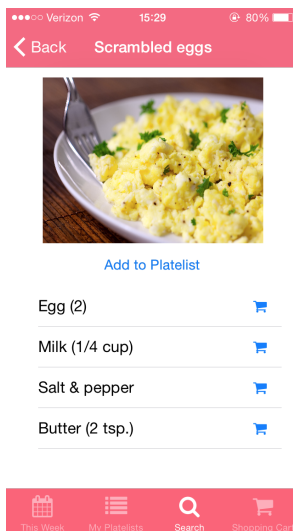 Verizon 15:29 80%
Back Scrambled eggs
Add to Platelist
Egg (2)
Milk (1/4 cup)
Salt & pepper
Butter (2 tsp.)
This Week My Platelists Search Shopping Cart